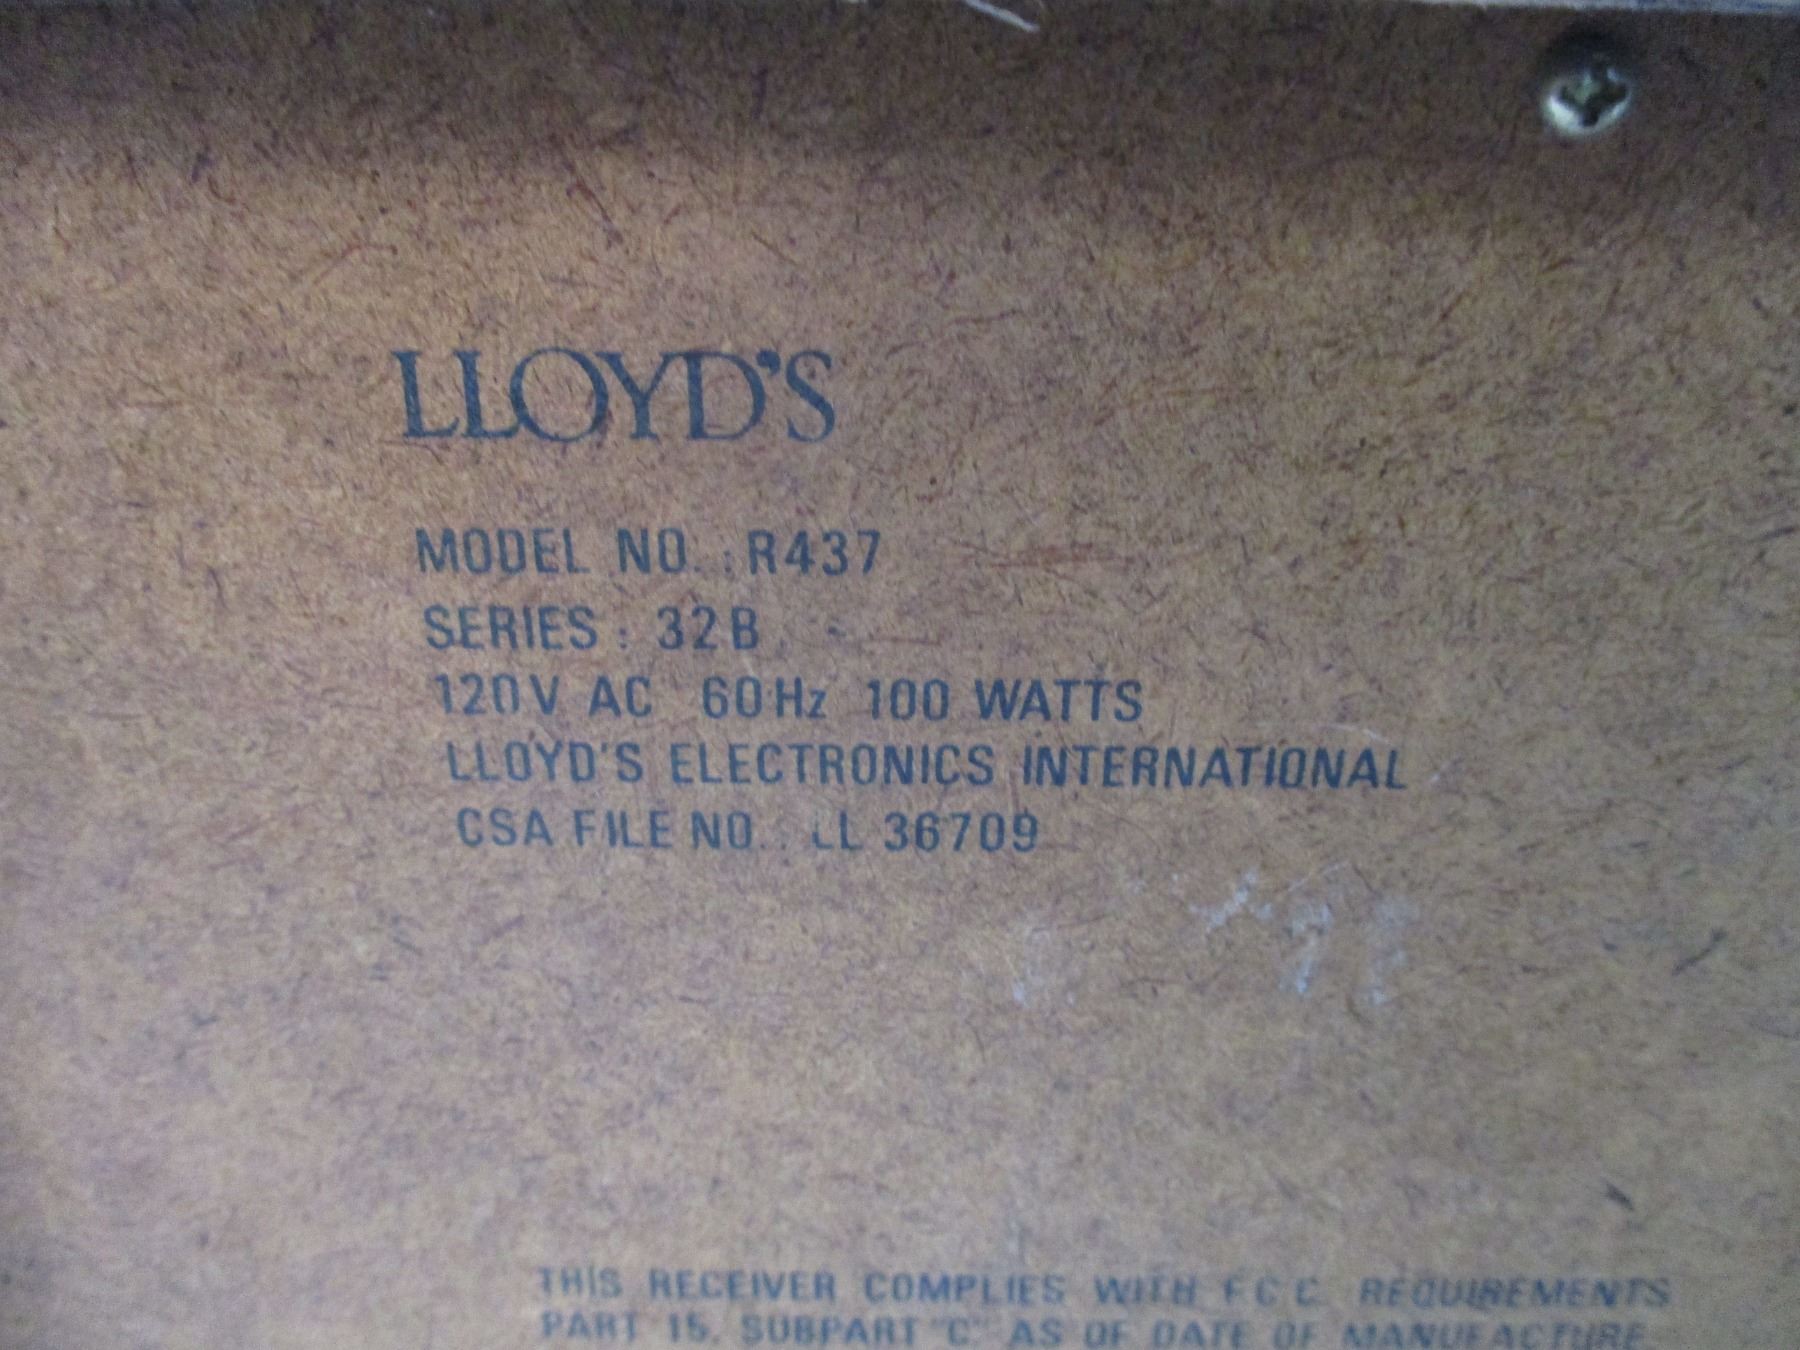 LLOYD'S
MODEL NO. : R437
SERIES : 32B
120V AC 60Hz 100 WATTS
LLOYD'S ELECTRONICS INTERNATIONAL
CSA FILE NO. : LL 36709
THIS RECEIVER COMPLIES WITH F.C.C. REQUIREMENTS
PART 15, SUBPART "C" AS OF DATE OF MANUFACTURE